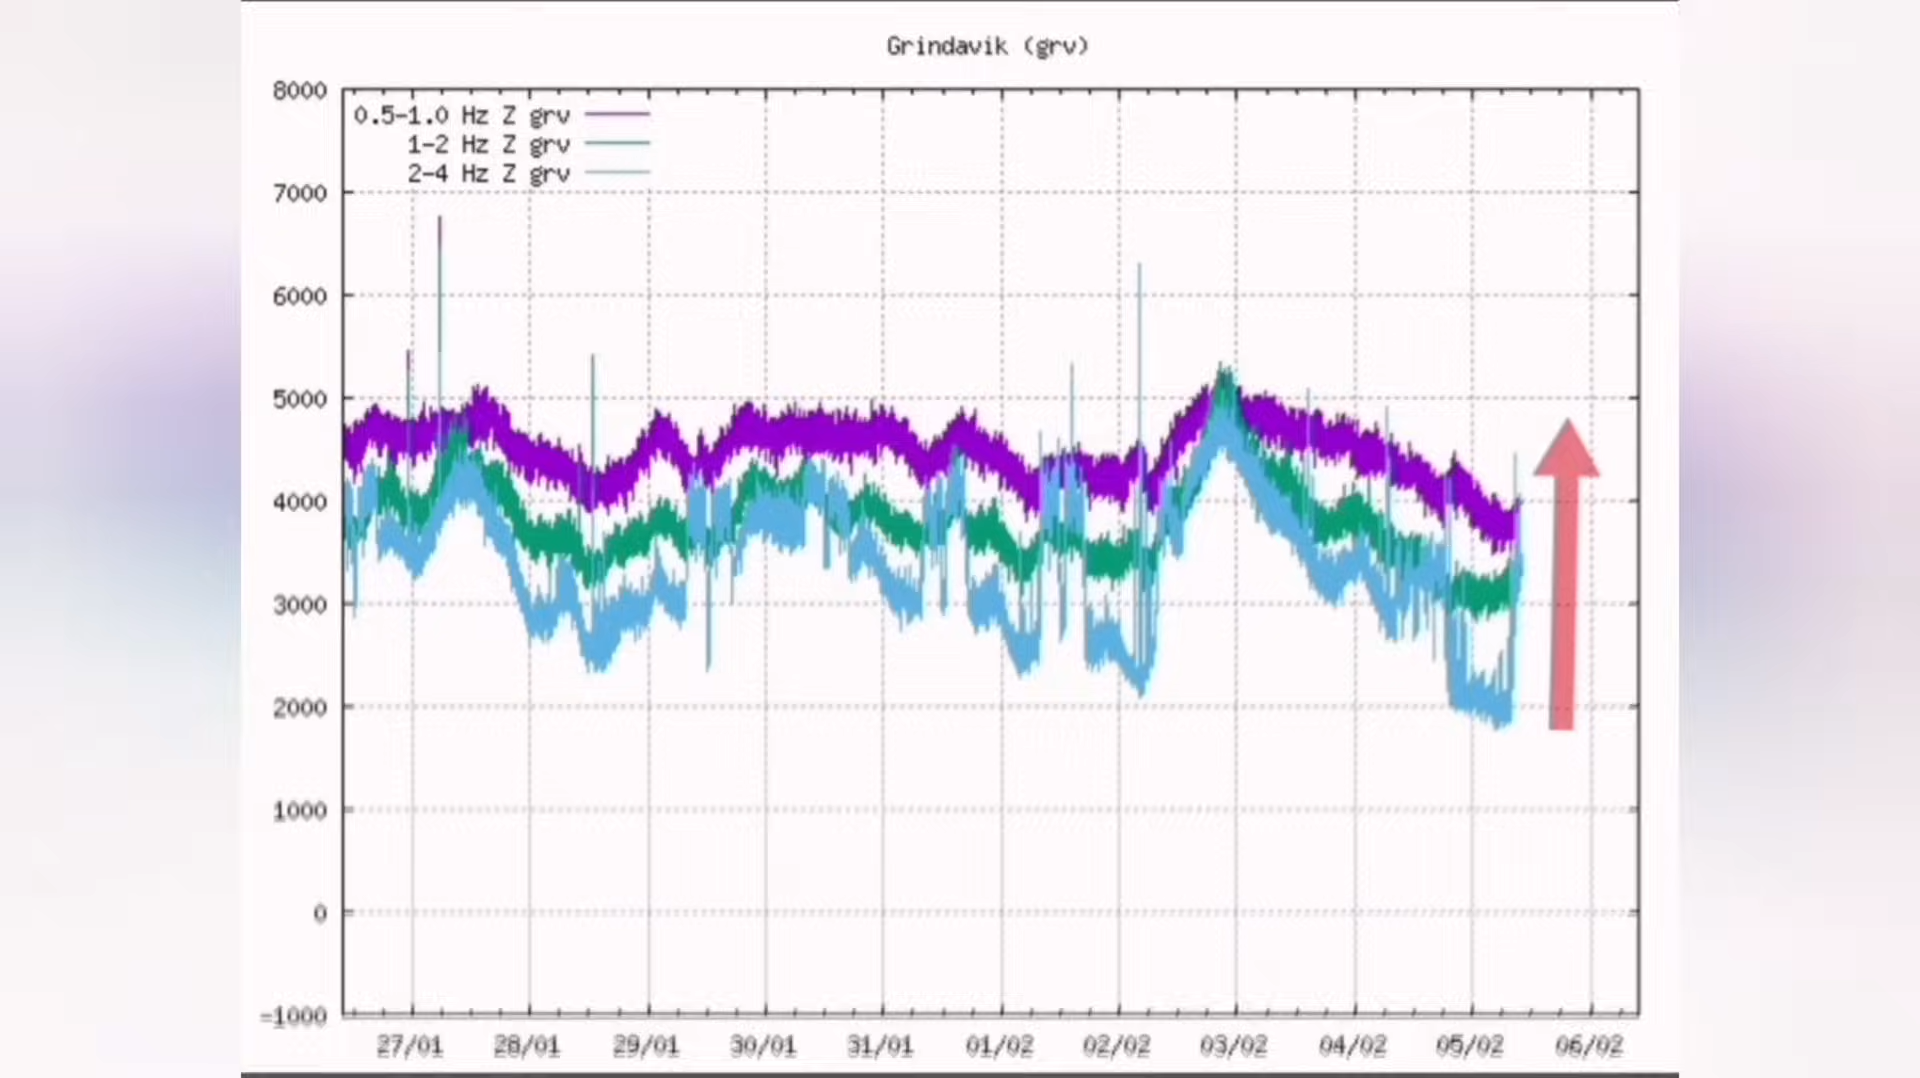 Grindavik (grv)
8000
0.5-1.0 Hz Z grv
1-2 Hz Z grv
2-4 Hz Z grv
7000
6000
5000
4000
3000
2000
1000
0
-1000
27/01 28/01 29/01 30/01 31/01 01/02 02/02 03/02 04/02 05/02 06/02